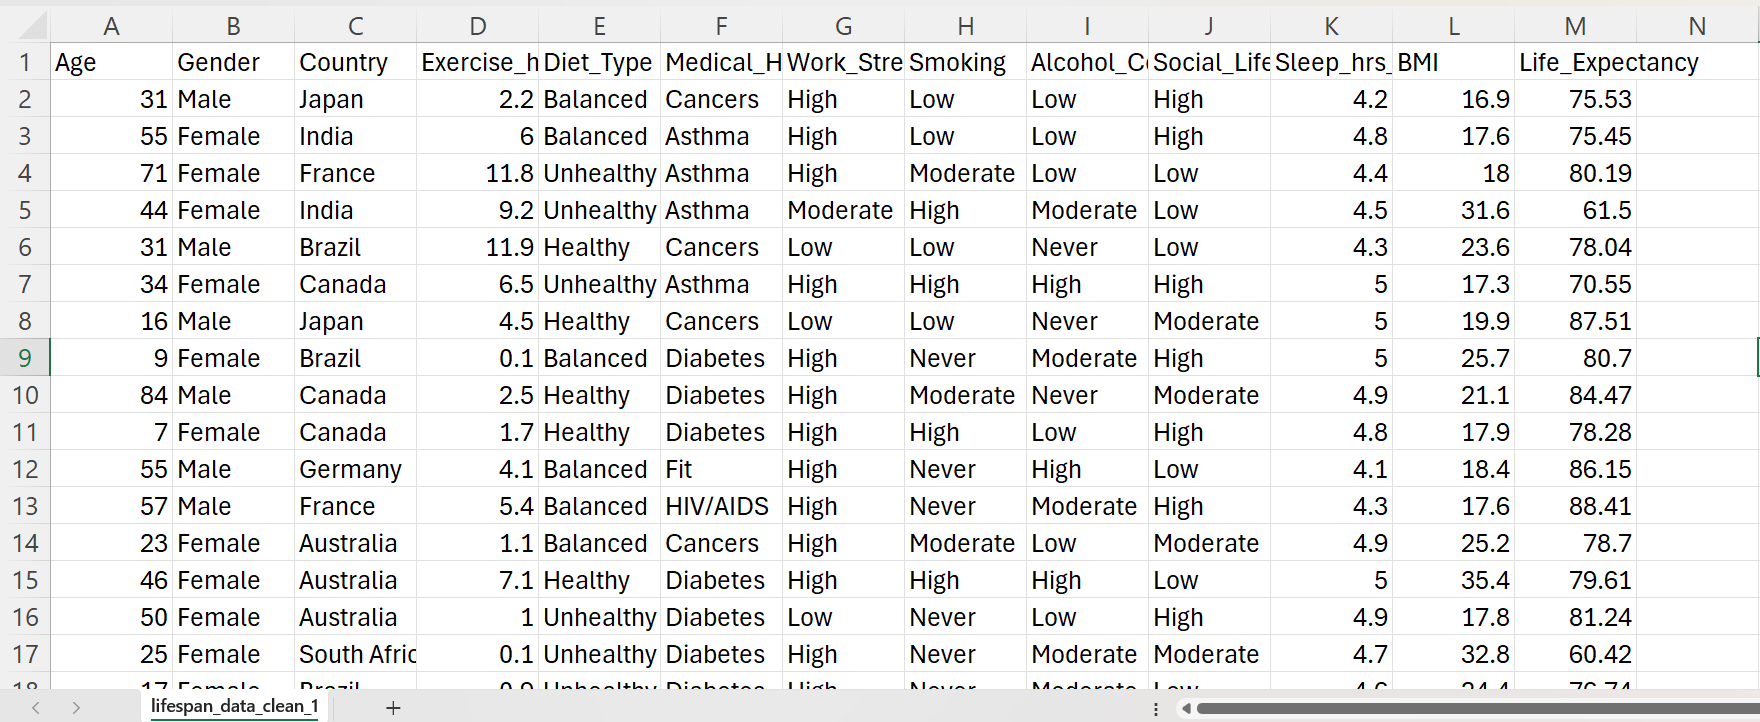 A B C D E F G H I J K L M N
1 Age Gender Country Exercise_h Diet_Type Medical_H Work_Stre Smoking Alcohol_Co Social_Life Sleep_hrs_ BMI Life_Expectancy
2 31 Male Japan 2.2 Balanced Cancers High Low Low High 4.2 16.9 75.53
3 55 Female India 6 Balanced Asthma High Low Low High 4.8 17.6 75.45
4 71 Female France 11.8 Unhealthy Asthma High Moderate Low Low 4.4 18 80.19
5 44 Female India 9.2 Unhealthy Asthma Moderate High Moderate Low 4.5 31.6 61.5
6 31 Male Brazil 11.9 Healthy Cancers Low Low Never Low 4.3 23.6 78.04
7 34 Female Canada 6.5 Unhealthy Asthma High High High High 5 17.3 70.55
8 16 Male Japan 4.5 Healthy Cancers Low Low Never Moderate 5 19.9 87.51
9 9 Female Brazil 0.1 Balanced Diabetes High Never Moderate High 5 25.7 80.7
10 84 Male Canada 2.5 Healthy Diabetes High Moderate Never Moderate 4.9 21.1 84.47
11 7 Female Canada 1.7 Healthy Diabetes High High Low High 4.8 17.9 78.28
12 55 Male Germany 4.1 Balanced Fit High Never High Low 4.1 18.4 86.15
13 57 Male France 5.4 Balanced HIV/AIDS High Never Moderate High 4.3 17.6 88.41
14 23 Female Australia 1.1 Balanced Cancers High Moderate Low Moderate 4.9 25.2 78.7
15 46 Female Australia 7.1 Healthy Diabetes High High High Low 5 35.4 79.61
16 50 Female Australia 1 Unhealthy Diabetes Low Never Low High 4.9 17.8 81.24
17 25 Female South Afric 0.1 Unhealthy Diabetes High Never Moderate Moderate 4.7 32.8 60.42
lifespan_data_clean_1